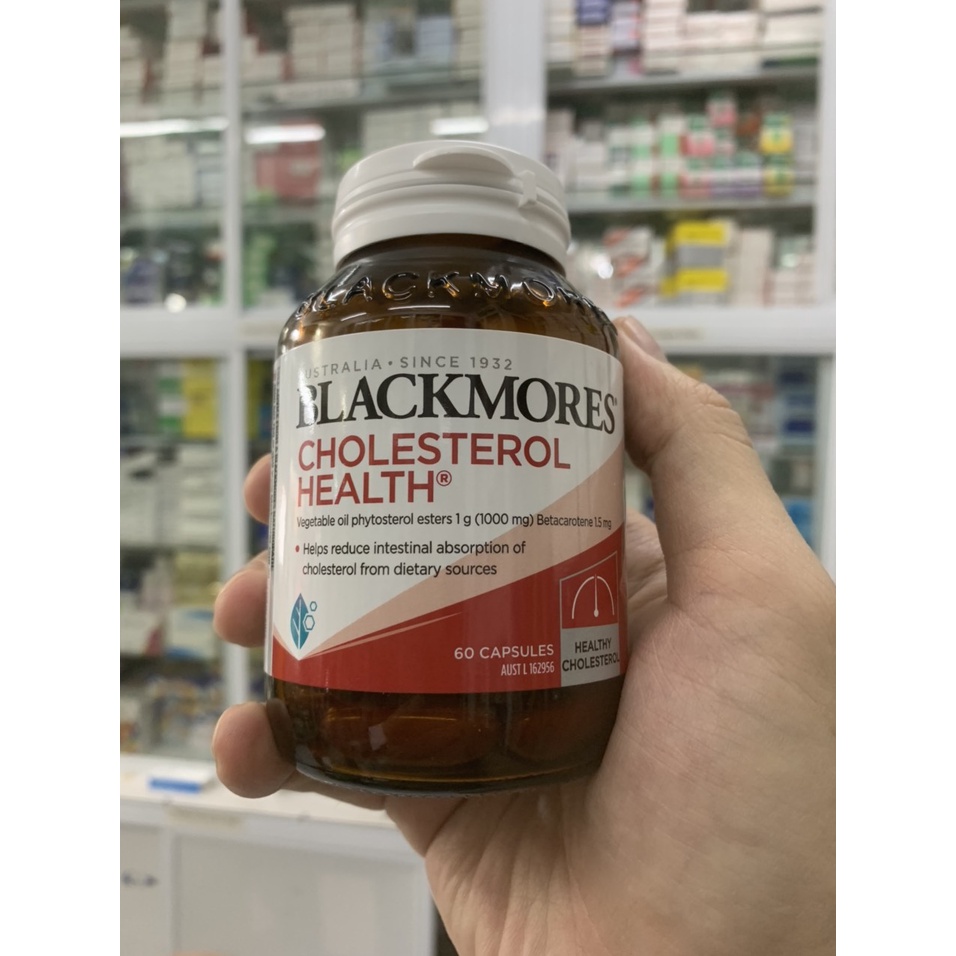 BLACKMORES
AUSTRALIA • SINCE 1932
BLACKMORES®
CHOLESTEROL
HEALTH®
Vegetable oil phytosterol esters 1 g (1000 mg) Betacarotene 1.5 mg
• Helps reduce intestinal absorption of
cholesterol from dietary sources
60 CAPSULES
AUST L 162956
HEALTHY
CHOLESTEROL